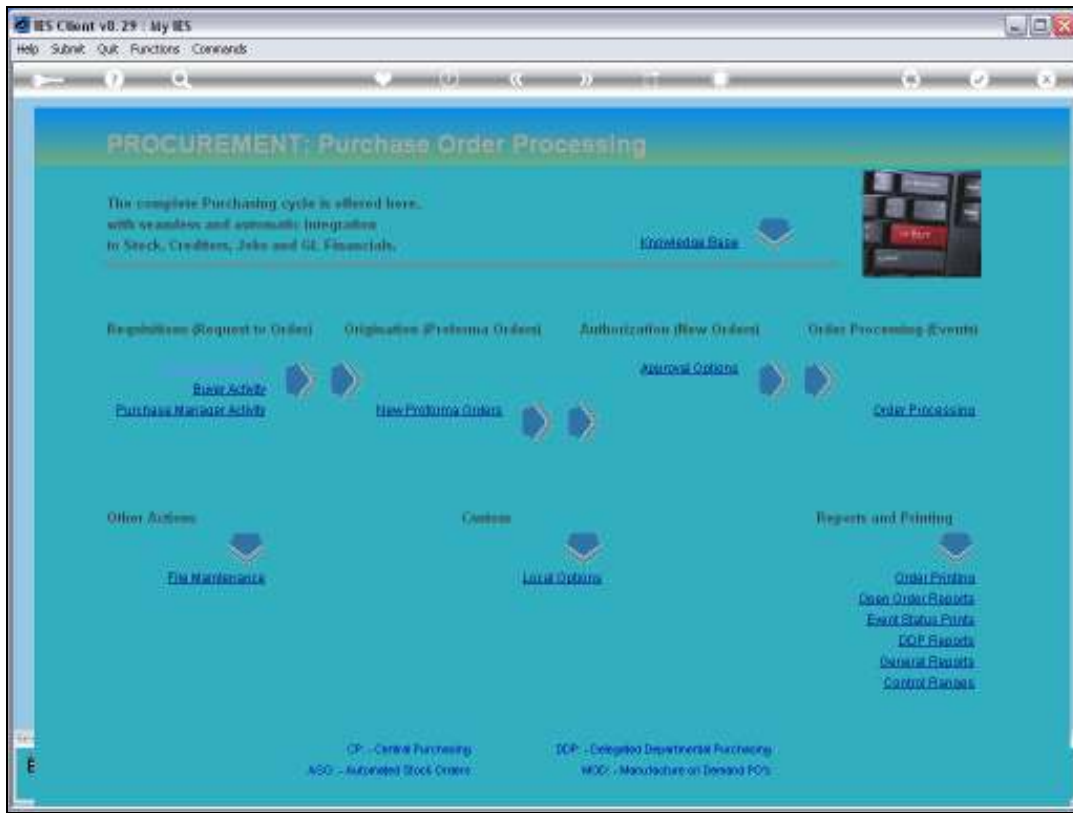 IES Client v0.29 : My IES
Help Submit Quit Functions Commands
PROCUREMENT: Purchase Order Processing
The complete Purchasing cycle is offered here,
with seamless and automatic Integration
to Stock, Creditors, Jobs and GL Financials.
Knowledge Base
Requisitions (Request to Order) Origination (Proforma Orders) Authorization (New Orders) Order Processing (Events)
Approval Options
Buyer Activity
Purchase Manager Activity New Proforma Orders Order Processing
Other Actions Custom Reports and Printing
File Maintenance Local Options Order Printing
Open Order Reports
Event Status Prints
DDP Reports
General Reports
Control Ranges
CP: - Central Purchasing DDP: - Delegated Departmental Purchasing
ASO: - Automated Stock Orders MOD: - Manufacture on Demand PO's